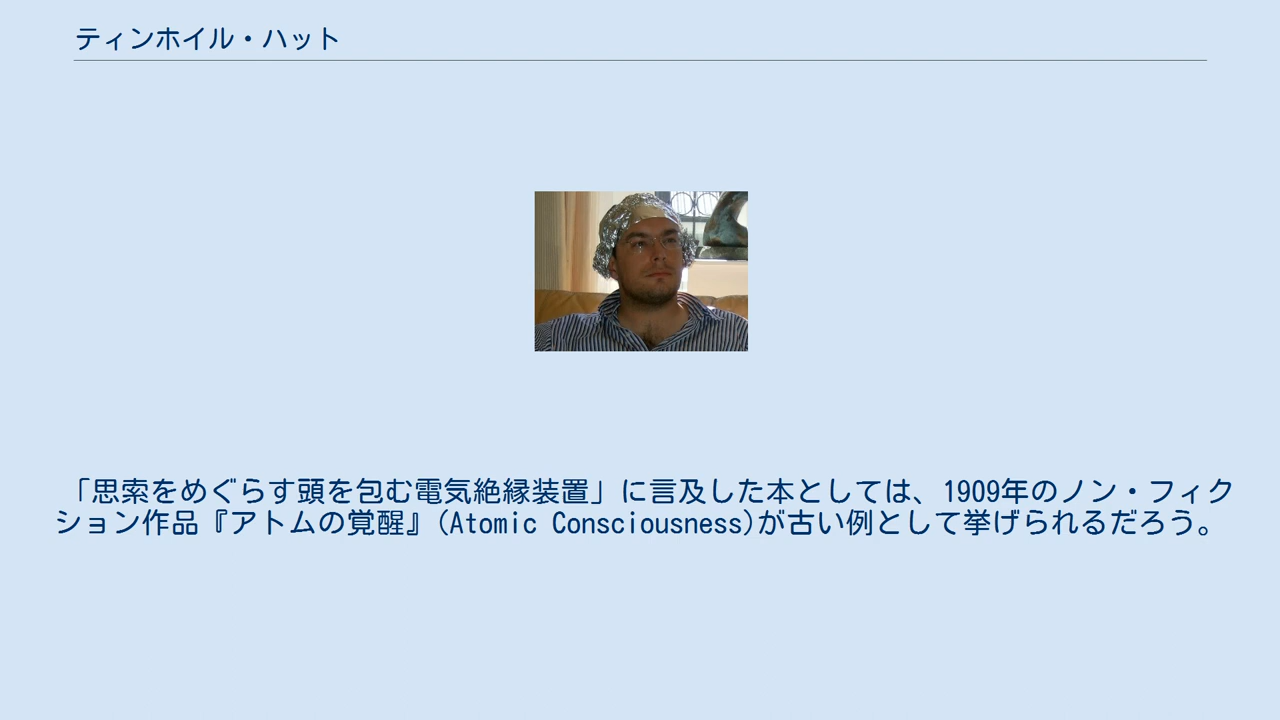 ティンホイル・ハット
「思索をめぐらす頭を包む電気絶縁装置」に言及した本としては、1909年のノン・フィク
ション作品『アトムの覚醒』(Atomic Consciousness)が古い例として挙げられるだろう。